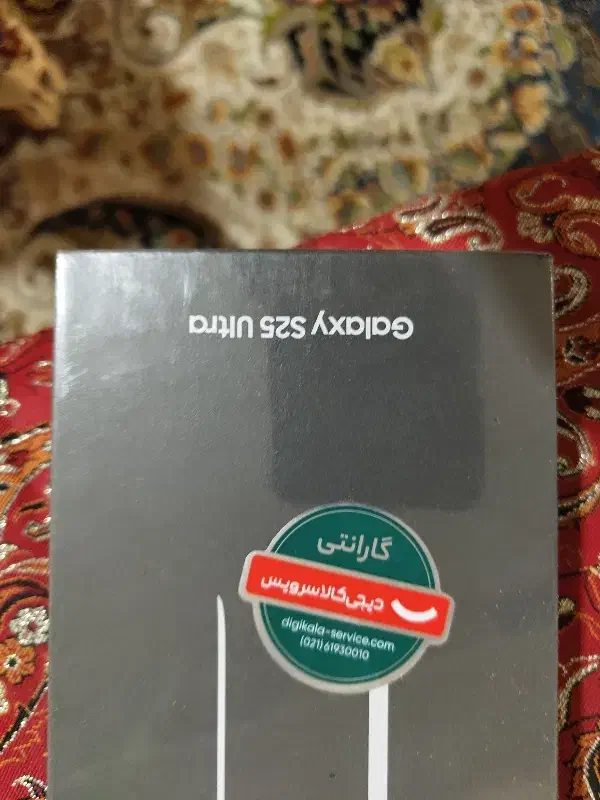 Galaxy S25 Ultra
گارانتی
دیجی‌کالا سرویس
digikala-service.com
(021) 61930010